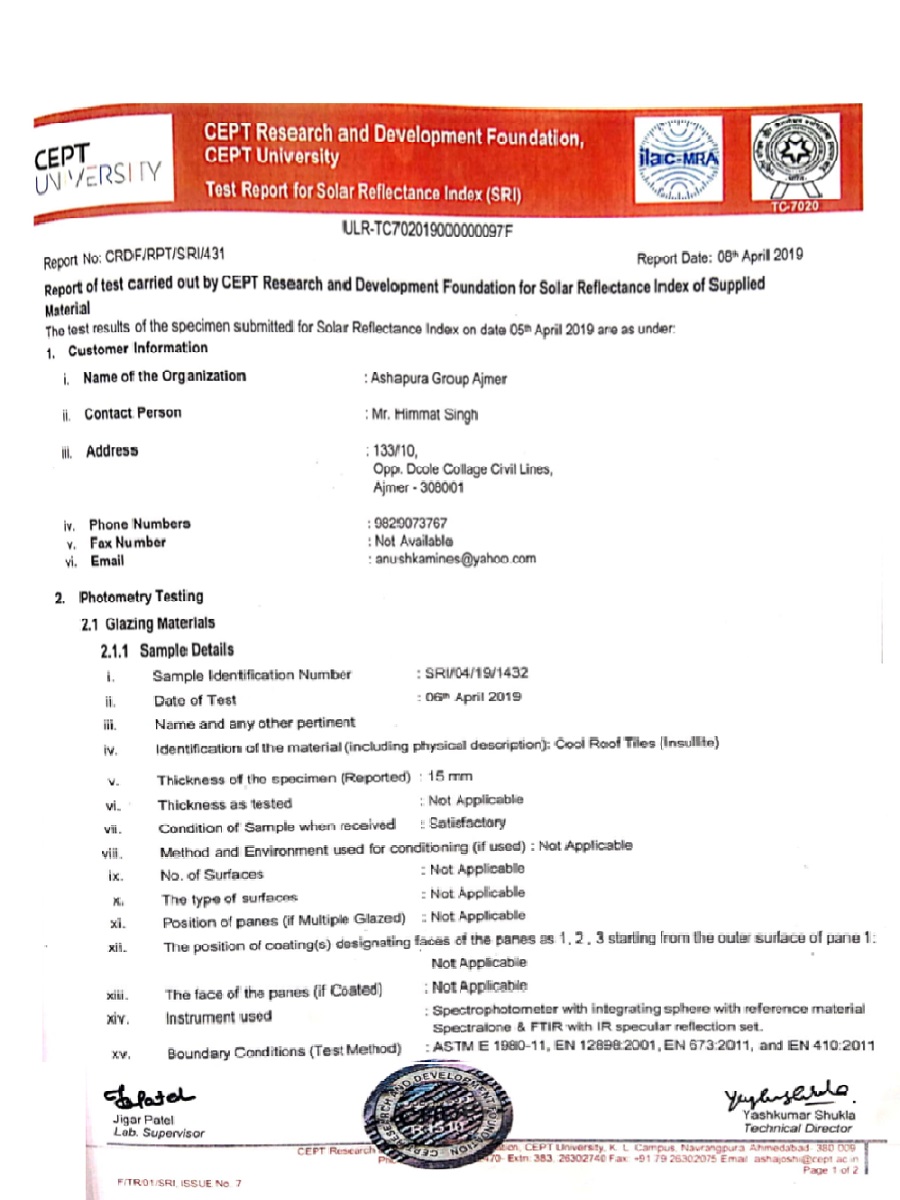 CEPT
UNIVERSITY
CEPT Research and Development Foundation,
CEPT University
Test Report for Solar Reflectance Index (SRI)
ilac-MRA
TC-7020
ULR-TC702019000000097F
Report No: CRDF/RPT/SRI/431
Report Date: 08th April 2019
Report of test carried out by CEPT Research and Development Foundation for Solar Reflectance Index of Supplied
Material
The test results of the specimen submitted for Solar Reflectance Index on date 05th April 2019 are as under:
1. Customer Information
i. Name of the Organization : Ashapura Group Ajmer
ii. Contact Person : Mr. Himmat Singh
iii. Address : 133/10,
Opp. Dcole Collage Civil Lines,
Ajmer - 308001
iv. Phone Numbers : 9829073767
v. Fax Number : Not Available
vi. Email : anushkamines@yahoo.com
2. Photometry Testing
2.1 Glazing Materials
2.1.1 Sample Details
i. Sample Identification Number : SRI/04/19/1432
ii. Date of Test : 06th April 2019
iii. Name and any other pertinent
iv. Identification of the material (including physical description): Cool Roof Tiles (Insullite)
v. Thickness of the specimen (Reported) : 15 mm
vi. Thickness as tested : Not Applicable
vii. Condition of Sample when received : Satisfactory
viii. Method and Environment used for conditioning (if used) : Not Applicable
ix. No. of Surfaces : Not Applicable
x. The type of surfaces : Not Applicable
xi. Position of panes (if Multiple Glazed) : Not Applicable
xii. The position of coating(s) designating faces of the panes as 1, 2, 3 starting from the outer surface of pane 1:
Not Applicable
xiii. The face of the panes (if Coated) : Not Applicable
xiv. Instrument used : Spectrophotometer with integrating sphere with reference material
Spectralone & FTIR with IR specular reflection set.
xv. Boundary Conditions (Test Method) : ASTM E 1980-11, EN 12898:2001, EN 673:2011, and EN 410:2011
Jigar Patel
Lab. Supervisor
RESEARCH AND DEVELOPMENT FOUNDATION
Yashkumar Shukla
Technical Director
CEPT Research tion, CEPT University, K. L. Campus, Navrangpura Ahmedabad 380 009
70- Extn: 383, 26302740 Fax: +91 79 26302075 Email ashajoshi@cept.ac.in
Page 1 of 2
F/TR/01/SRI, ISSUE No. 7